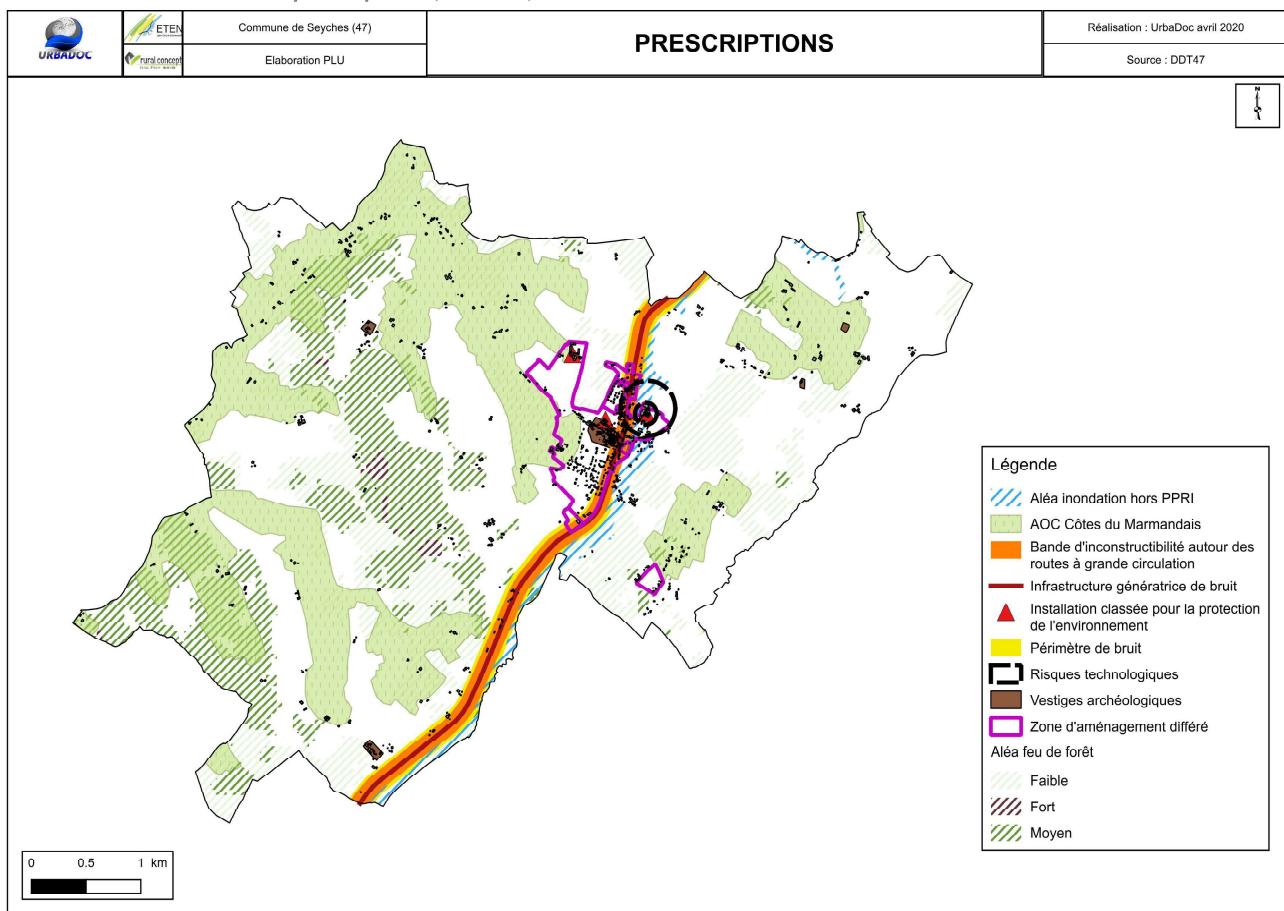 URBADOC
ETEN
rural concept
Commune de Seyches (47)
Elaboration PLU
PRESCRIPTIONS
Réalisation : UrbaDoc avril 2020
Source : DDT47
N
Légende
Aléa inondation hors PPRI
AOC Côtes du Marmandais
Bande d'inconstructibilité autour des
routes à grande circulation
Infrastructure génératrice de bruit
Installation classée pour la protection
de l'environnement
Périmètre de bruit
Risques technologiques
Vestiges archéologiques
Zone d'aménagement différé
Aléa feu de forêt
Faible
Fort
Moyen
0 0.5 1 km